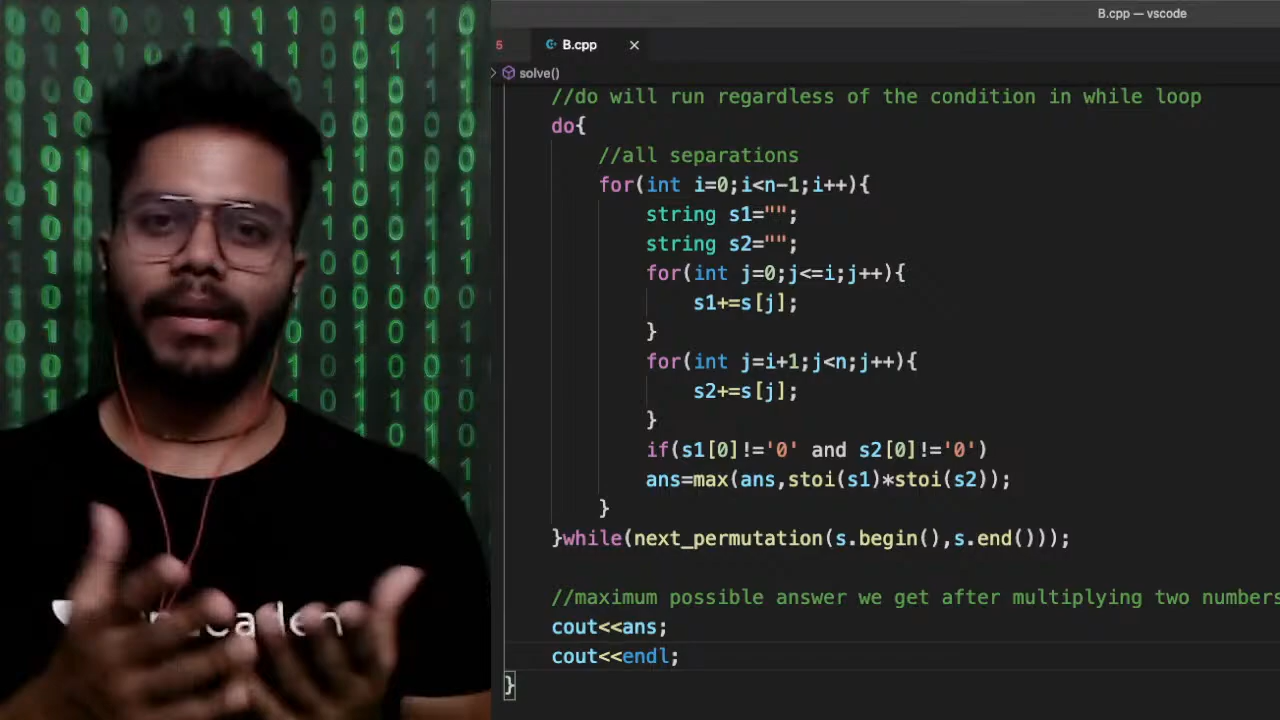 B.cpp — vscode
5
B.cpp
solve()
//do will run regardless of the condition in while loop
do{
//all separations
for(int i=0;i<n-1;i++){
string s1="";
string s2="";
for(int j=0;j<=i;j++){
s1+=s[j];
}
for(int j=i+1;j<n;j++){
s2+=s[j];
}
if(s1[0]!='0' and s2[0]!='0')
ans=max(ans,stoi(s1)*stoi(s2));
}
}while(next_permutation(s.begin(),s.end()));
//maximum possible answer we get after multiplying two numbers
cout<<ans;
cout<<endl;
}